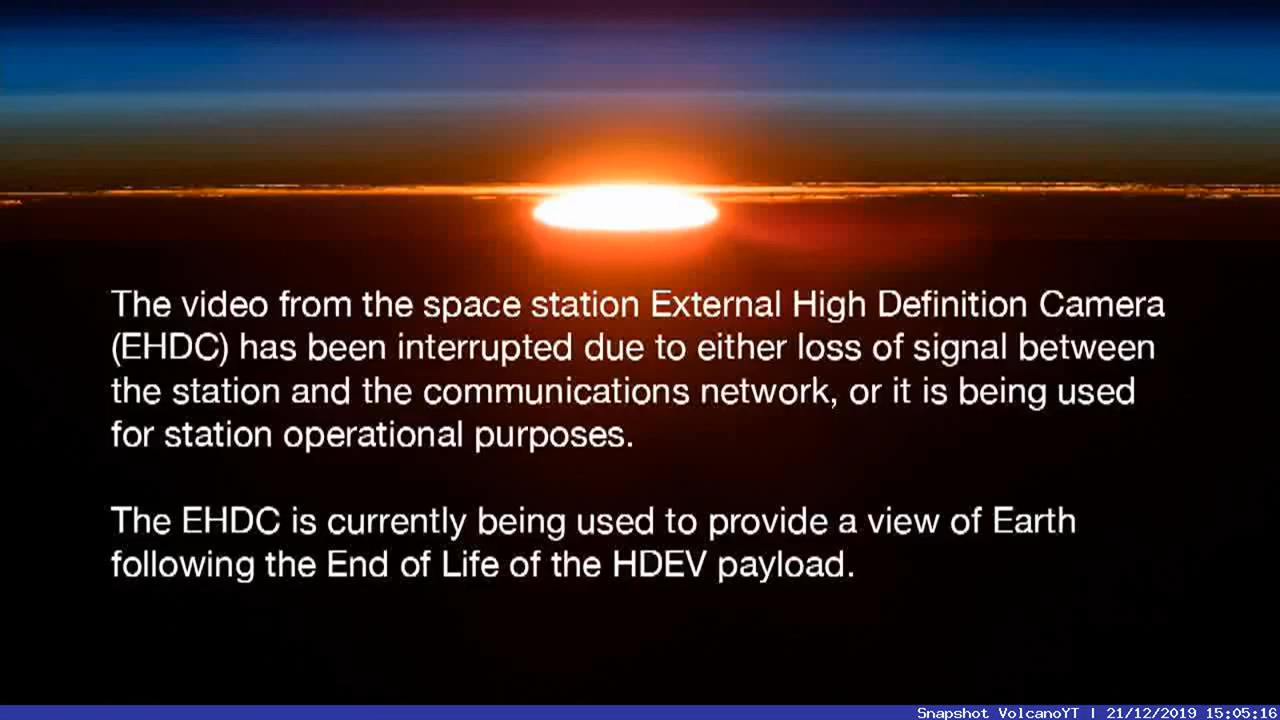 The video from the space station External High Definition Camera
(EHDC) has been interrupted due to either loss of signal between
the station and the communications network, or it is being used
for station operational purposes.
The EHDC is currently being used to provide a view of Earth
following the End of Life of the HDEV payload.
Snapshot VolcanoYT | 21/12/2019 15:05:16